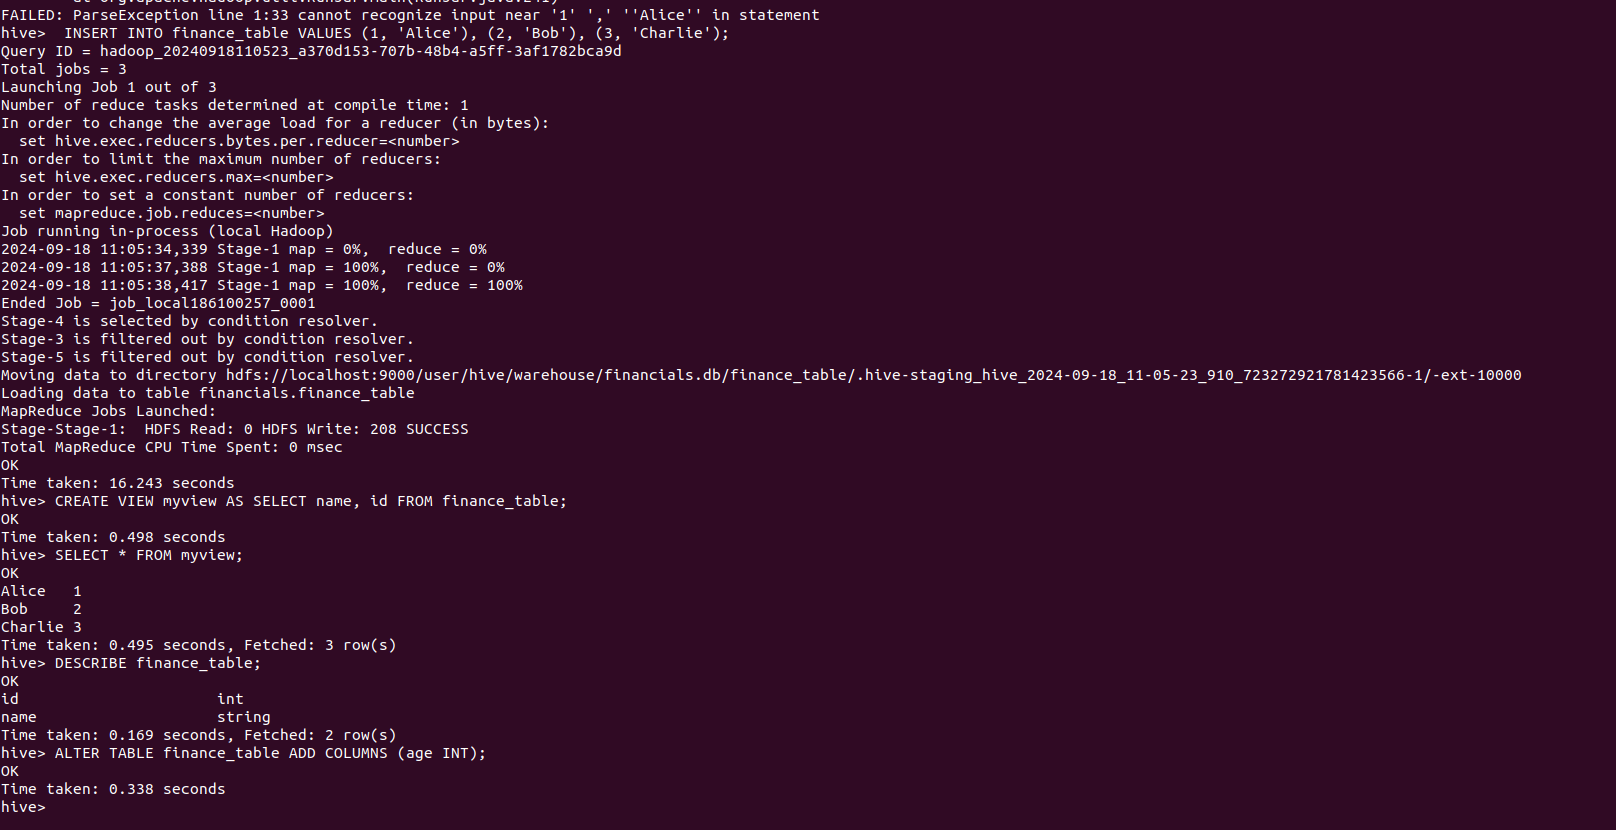 at org.apache.hadoop.util.RunJar.main(RunJar.java:241)
FAILED: ParseException line 1:33 cannot recognize input near '1' ',' ''Alice'' in statement
hive>  INSERT INTO finance_table VALUES (1, 'Alice'), (2, 'Bob'), (3, 'Charlie');
Query ID = hadoop_20240918110523_a370d153-707b-48b4-a5ff-3af1782bca9d
Total jobs = 3
Launching Job 1 out of 3
Number of reduce tasks determined at compile time: 1
In order to change the average load for a reducer (in bytes):
  set hive.exec.reducers.bytes.per.reducer=<number>
In order to limit the maximum number of reducers:
  set hive.exec.reducers.max=<number>
In order to set a constant number of reducers:
  set mapreduce.job.reduces=<number>
Job running in-process (local Hadoop)
2024-09-18 11:05:34,339 Stage-1 map = 0%,  reduce = 0%
2024-09-18 11:05:37,388 Stage-1 map = 100%,  reduce = 0%
2024-09-18 11:05:38,417 Stage-1 map = 100%,  reduce = 100%
Ended Job = job_local186100257_0001
Stage-4 is selected by condition resolver.
Stage-3 is filtered out by condition resolver.
Stage-5 is filtered out by condition resolver.
Moving data to directory hdfs://localhost:9000/user/hive/warehouse/financials.db/finance_table/.hive-staging_hive_2024-09-18_11-05-23_910_723272921781423566-1/-ext-10000
Loading data to table financials.finance_table
MapReduce Jobs Launched:
Stage-Stage-1:  HDFS Read: 0 HDFS Write: 208 SUCCESS
Total MapReduce CPU Time Spent: 0 msec
OK
Time taken: 16.243 seconds
hive> CREATE VIEW myview AS SELECT name, id FROM finance_table;
OK
Time taken: 0.498 seconds
hive> SELECT * FROM myview;
OK
Alice   1
Bob     2
Charlie 3
Time taken: 0.495 seconds, Fetched: 3 row(s)
hive> DESCRIBE finance_table;
OK
id                      int
name                    string
Time taken: 0.169 seconds, Fetched: 2 row(s)
hive> ALTER TABLE finance_table ADD COLUMNS (age INT);
OK
Time taken: 0.338 seconds
hive>